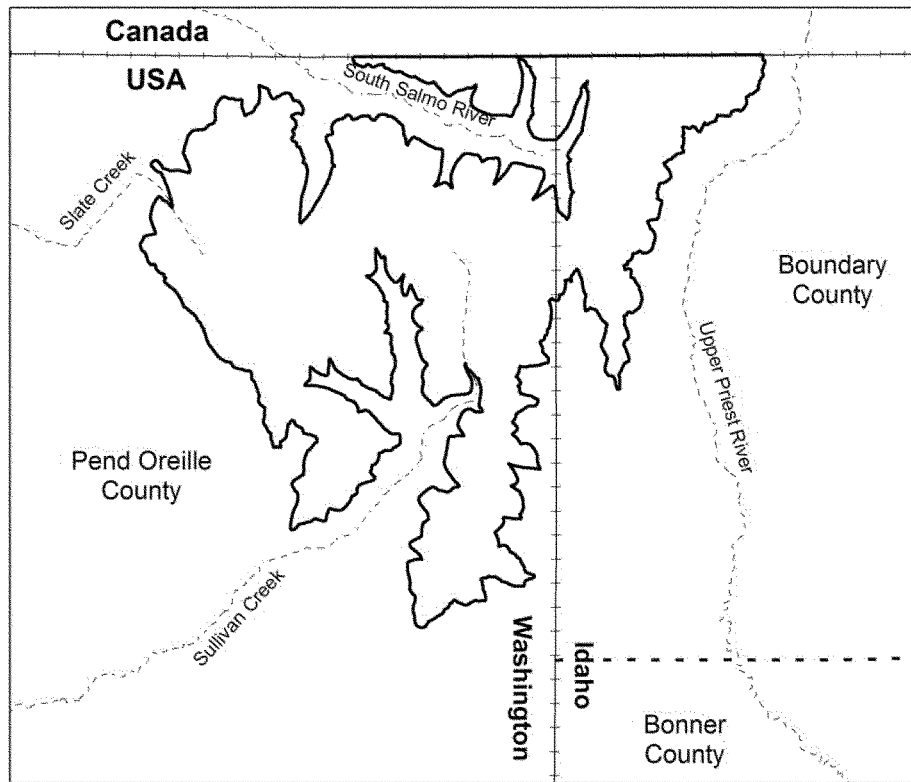 Canada
USA
South Salmo River
Slate Creek
Boundary
County
Upper Priest River
Pend Oreille
County
Sullivan Creek
Washington
Idaho
Bonner
County